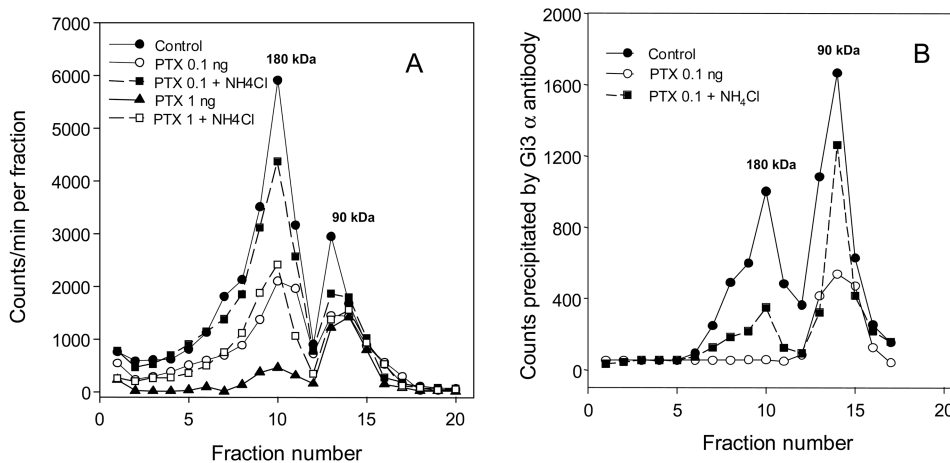 A
Counts/min per fraction
7000
6000
5000
4000
3000
2000
1000
0
Control
PTX 0.1 ng
PTX 0.1 + NH4Cl
PTX 1 ng
PTX 1 + NH4Cl
180 kDa
90 kDa
0 5 10 15 20
Fraction number
B
Counts precipitated by Gi3 α antibody
2000
1600
1200
800
400
0
Control
PTX 0.1 ng
PTX 0.1 + NH₄Cl
180 kDa
90 kDa
0 5 10 15 20
Fraction number